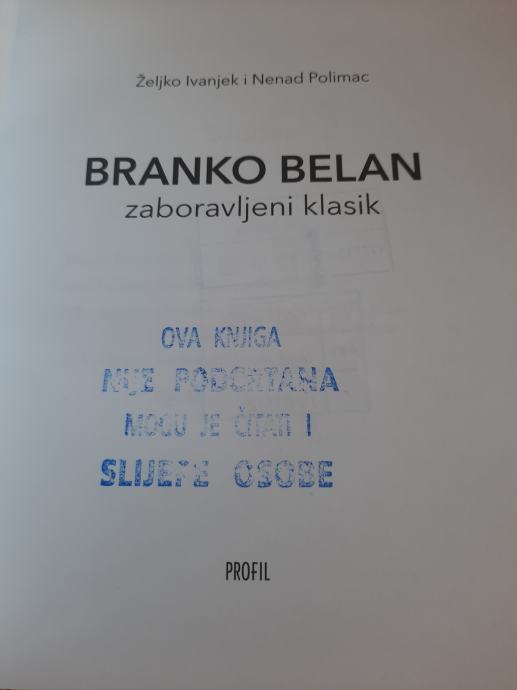 Željko Ivanjek i Nenad Polimac
BRANKO BELAN
zaboravljeni klasik
OVA KNJIGA
NIJE PODCRTANA
MOGU JE ČITATI I
SLIJEPE OSOBE
PROFIL